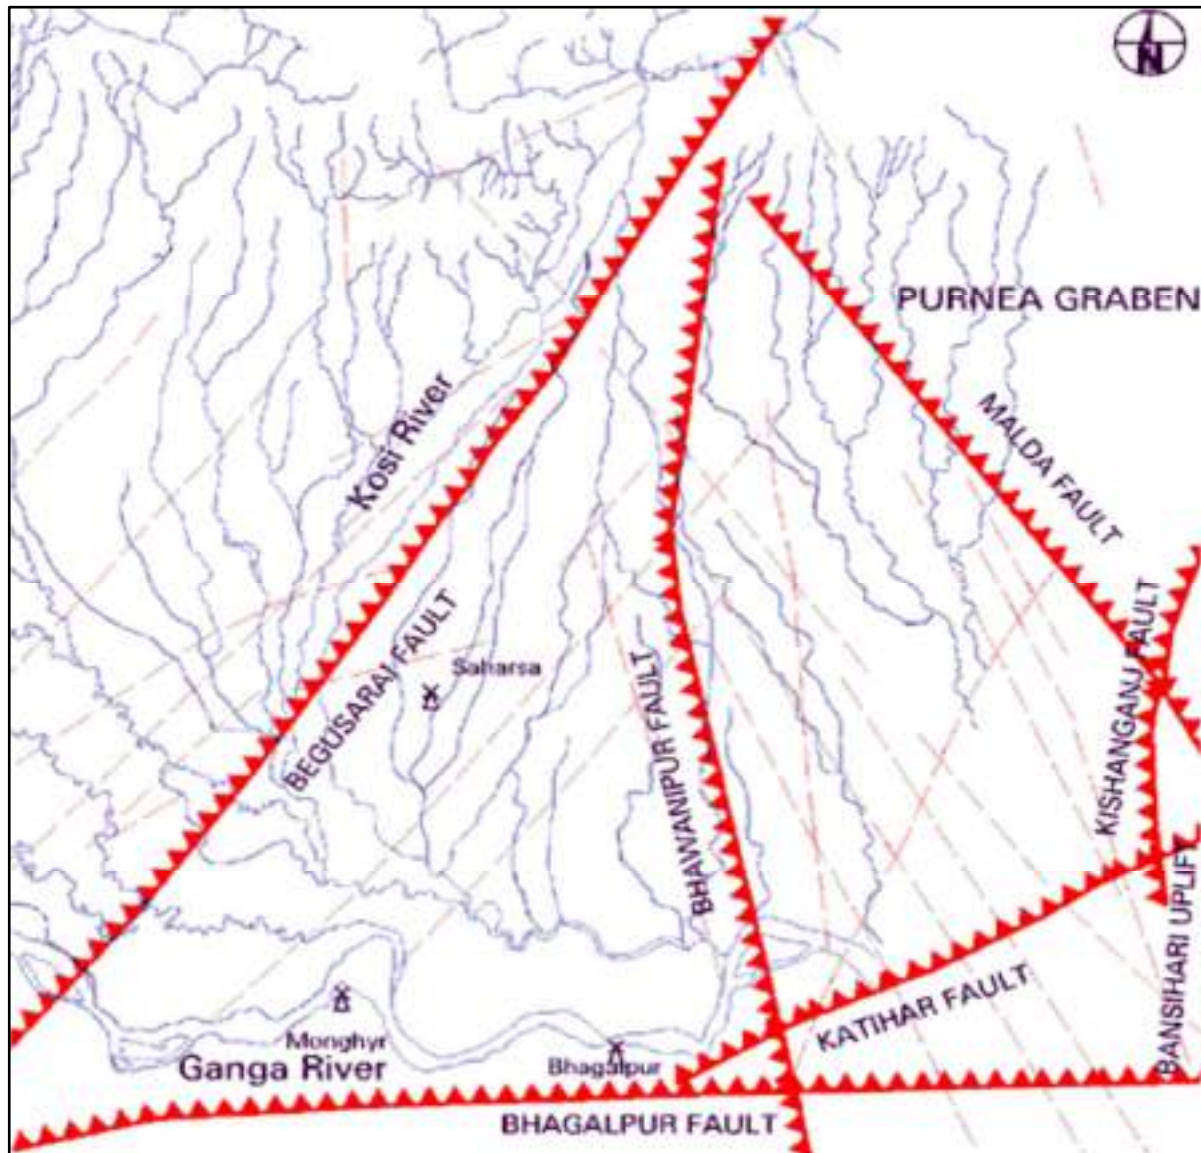 N
PURNEA GRABEN
Kosi River
MALDA FAULT
BEGUSARAI FAULT
Saharsa
BHAWANIPUR FAULT
KISHANGANJ FAULT
BANSIHARI UPLIFT
KATIHAR FAULT
Monghyr
Ganga River
Bhagalpur
BHAGALPUR FAULT